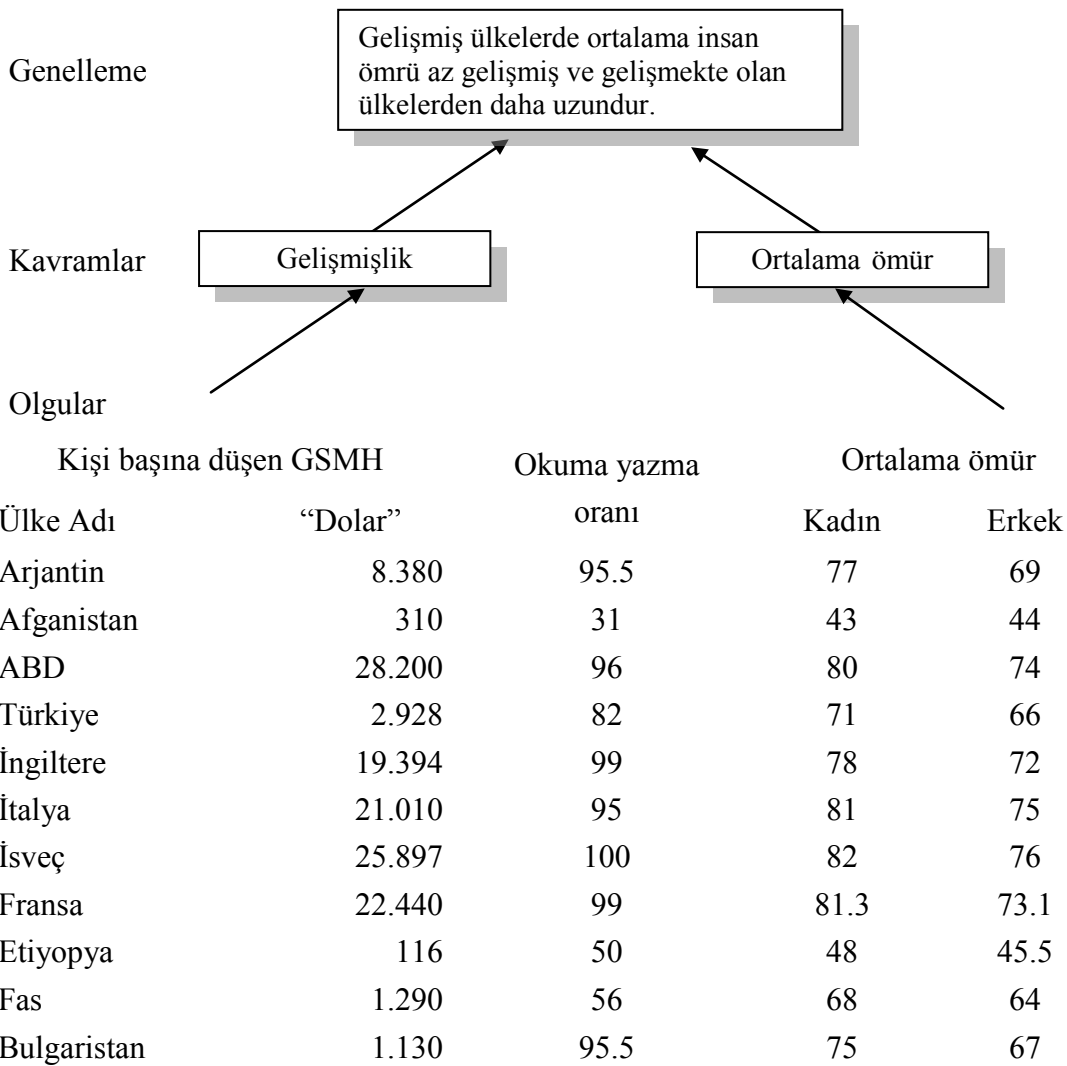 Genelleme
Gelişmiş ülkelerde ortalama insan
ömrü az gelişmiş ve gelişmekte olan
ülkelerden daha uzundur.
Kavramlar
Gelişmişlik
Ortalama ömür
Olgular
Kişi başına düşen GSMH
Okuma yazma
oranı
Ortalama ömür
Ülke Adı “Dolar” Kadın Erkek
Arjantin 8.380 95.5 77 69
Afganistan 310 31 43 44
ABD 28.200 96 80 74
Türkiye 2.928 82 71 66
İngiltere 19.394 99 78 72
İtalya 21.010 95 81 75
İsveç 25.897 100 82 76
Fransa 22.440 99 81.3 73.1
Etiyopya 116 50 48 45.5
Fas 1.290 56 68 64
Bulgaristan 1.130 95.5 75 67